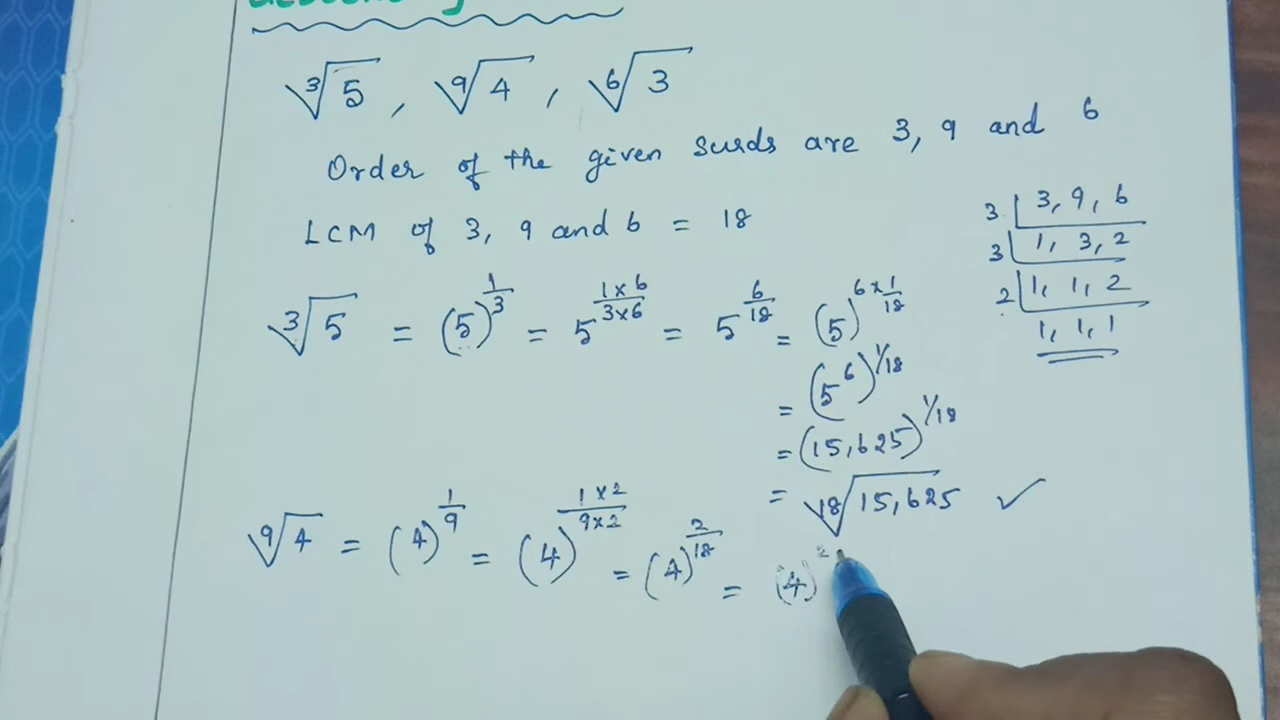 ∛5, ⁹√4, ⁶√3
Order of the given surds are 3, 9 and 6
LCM of 3, 9 and 6 = 18
3 | 3, 9, 6
3 | 1, 3, 2
2 | 1, 1, 2
1, 1, 1
∛5 = (5)^(1/3) = 5^((1×6)/(3×6)) = 5^(6/18) = (5)^(6×1/18)
= (5^6)^(1/18)
= (15,625)^(1/18)
= ¹⁸√15,625 ✓
⁹√4 = (4)^(1/9) = (4)^((1×2)/(9×2)) = (4)^(2/18) = (4)^2